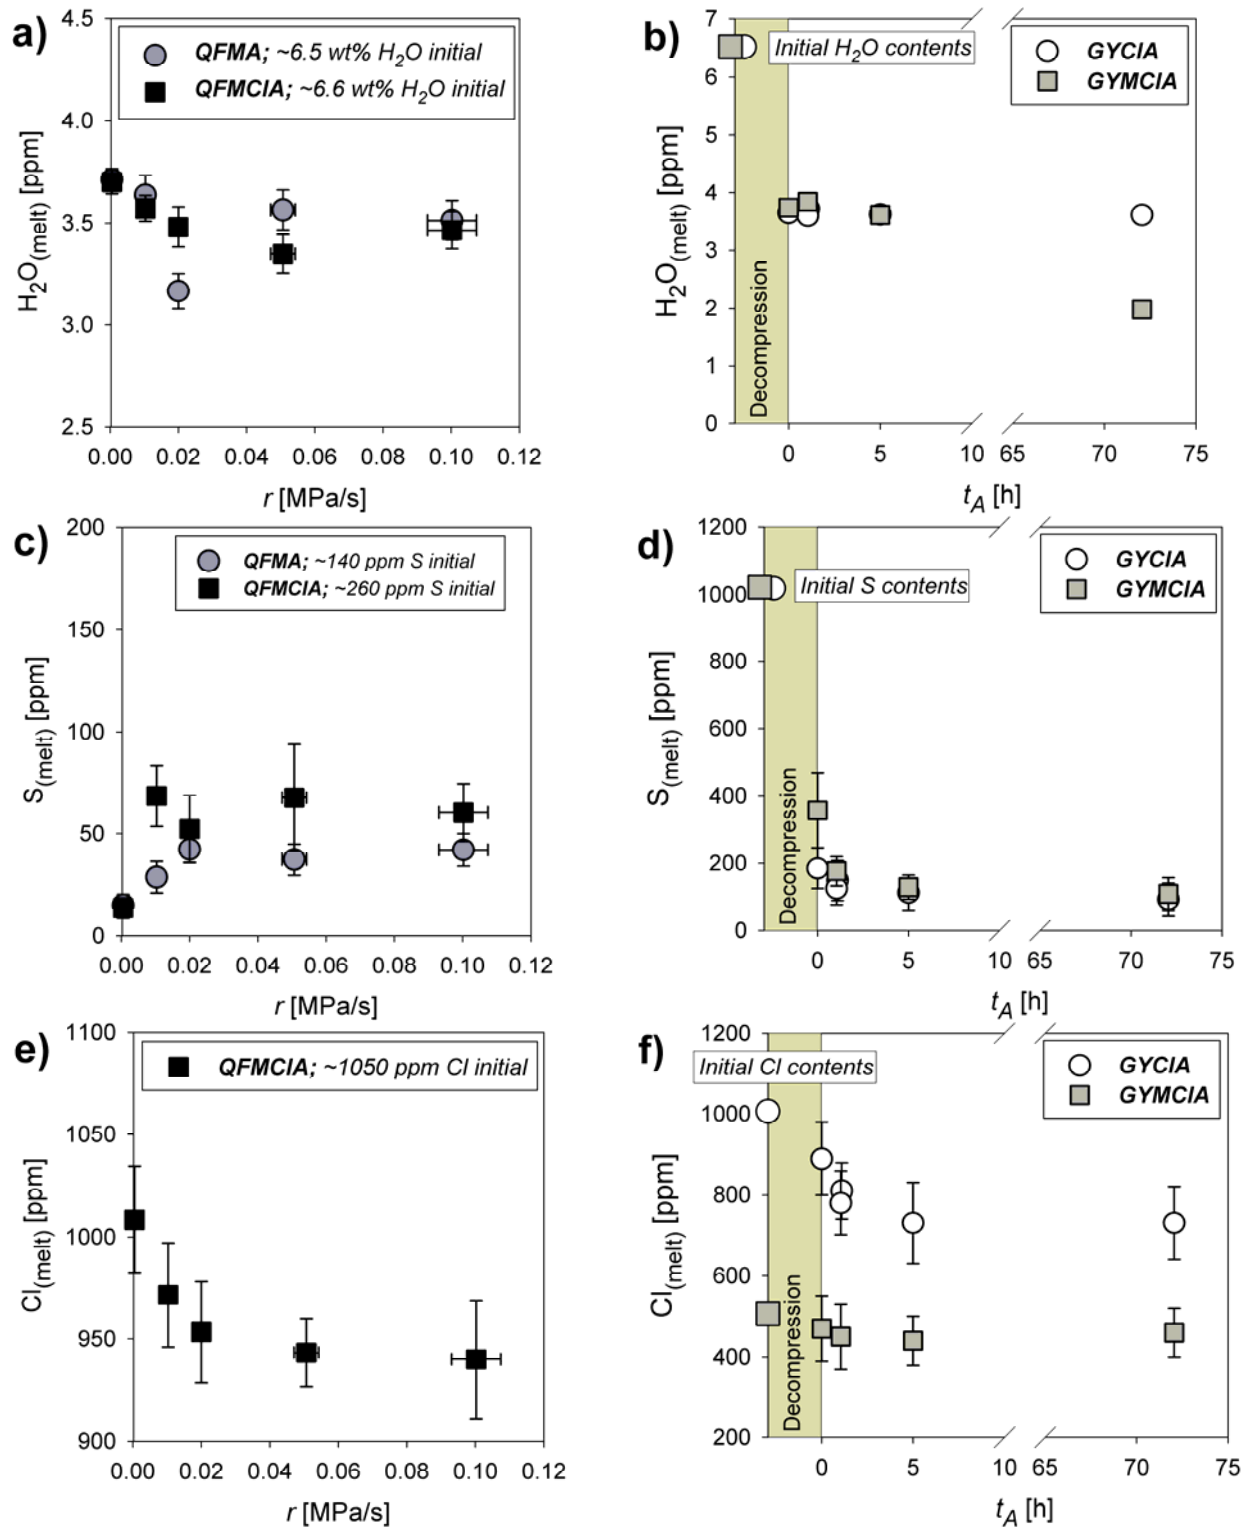 a)
QFMA; ~6.5 wt% H2O initial
QFMCIA; ~6.6 wt% H2O initial
H2O(melt) [ppm]
4.5
4.0
3.5
3.0
2.5
0.00 0.02 0.04 0.06 0.08 0.10 0.12
r [MPa/s]
b)
Initial H2O contents
GYCIA
GYMCIA
H2O(melt) [ppm]
7
6
5
4
3
2
1
0
Decompression
0 5 10 65 70 75
tA [h]
c)
QFMA; ~140 ppm S initial
QFMCIA; ~260 ppm S initial
S(melt) [ppm]
200
150
100
50
0
0.00 0.02 0.04 0.06 0.08 0.10 0.12
r [MPa/s]
d)
Initial S contents
GYCIA
GYMCIA
S(melt) [ppm]
1200
1000
800
600
400
200
0
Decompression
0 5 10 65 70 75
tA [h]
e)
QFMCIA; ~1050 ppm Cl initial
Cl(melt) [ppm]
1100
1050
1000
950
900
0.00 0.02 0.04 0.06 0.08 0.10 0.12
r [MPa/s]
f)
Initial Cl contents
GYCIA
GYMCIA
Cl(melt) [ppm]
1200
1000
800
600
400
200
Decompression
0 5 10 65 70 75
tA [h]